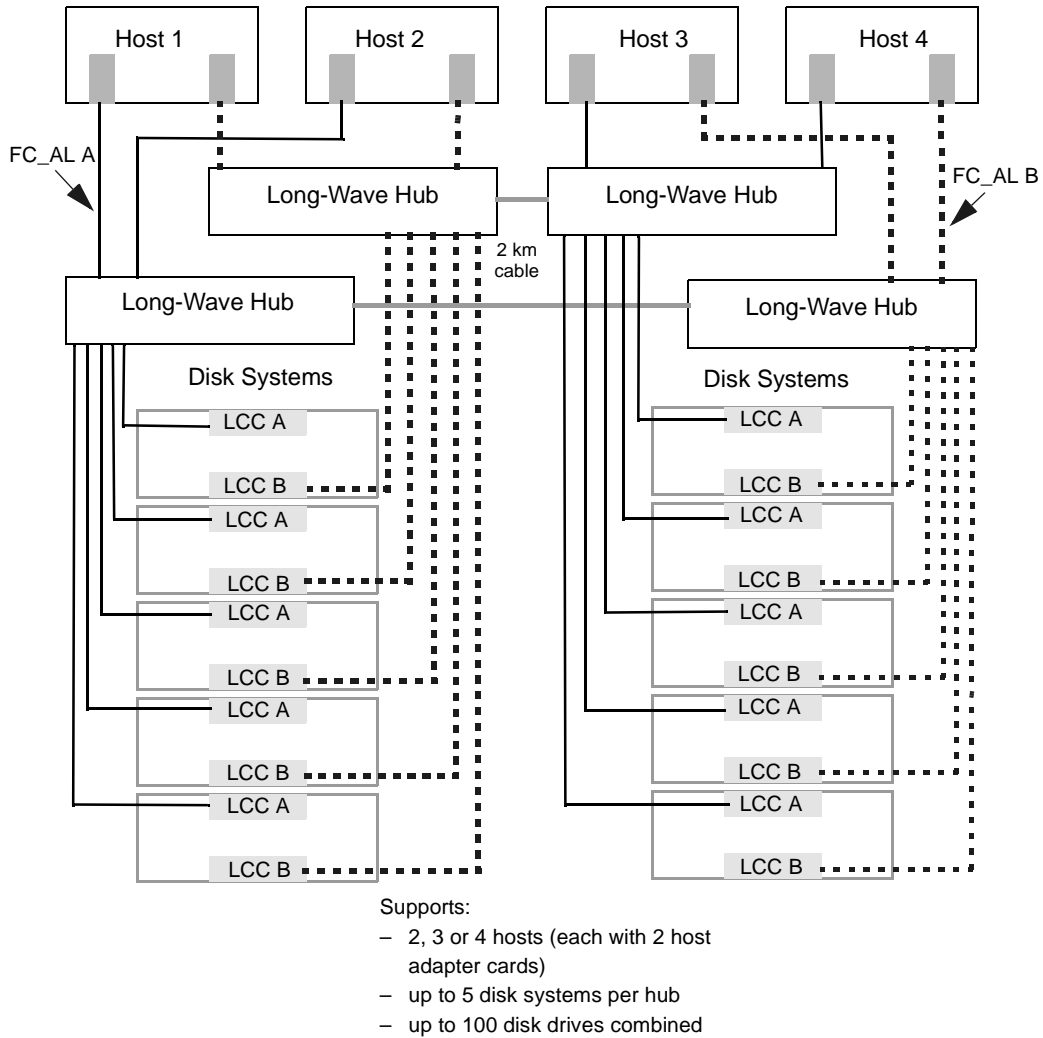 Host 1
Host 2
Host 3
Host 4
FC_AL A
Long-Wave Hub
Long-Wave Hub
FC_AL B
2 km
cable
Long-Wave Hub
Long-Wave Hub
Disk Systems
Disk Systems
LCC A
LCC B
LCC A
LCC B
LCC A
LCC B
LCC A
LCC B
LCC A
LCC B
LCC A
LCC B
LCC A
LCC B
LCC A
LCC B
LCC A
LCC B
LCC A
LCC B
Supports:
– 2, 3 or 4 hosts (each with 2 host
adapter cards)
– up to 5 disk systems per hub
– up to 100 disk drives combined